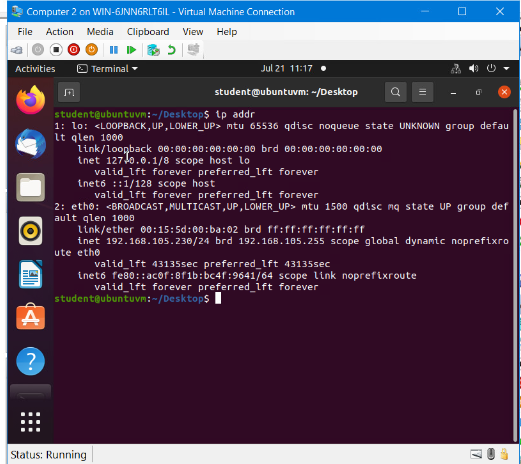 Computer 2 on WIN-6JNN6RLT6IL - Virtual Machine Connection
File Action Media Clipboard View Help
Activities Terminal Jul 21 11:17
student@ubuntuvm: ~/Desktop
student@ubuntuvm:~/Desktop$ ip addr
1: lo: <LOOPBACK,UP,LOWER_UP> mtu 65536 qdisc noqueue state UNKNOWN group defau
lt qlen 1000
link/loopback 00:00:00:00:00:00 brd 00:00:00:00:00:00
inet 127.0.0.1/8 scope host lo
valid_lft forever preferred_lft forever
inet6 ::1/128 scope host
valid_lft forever preferred_lft forever
2: eth0: <BROADCAST,MULTICAST,UP,LOWER_UP> mtu 1500 qdisc mq state UP group def
ault qlen 1000
link/ether 00:15:5d:00:ba:02 brd ff:ff:ff:ff:ff:ff
inet 192.168.105.230/24 brd 192.168.105.255 scope global dynamic noprefixro
ute eth0
valid_lft 43135sec preferred_lft 43135sec
inet6 fe80::ac0f:8f1b:bc4f:9641/64 scope link noprefixroute
valid_lft forever preferred_lft forever
student@ubuntuvm:~/Desktop$
Status: Running